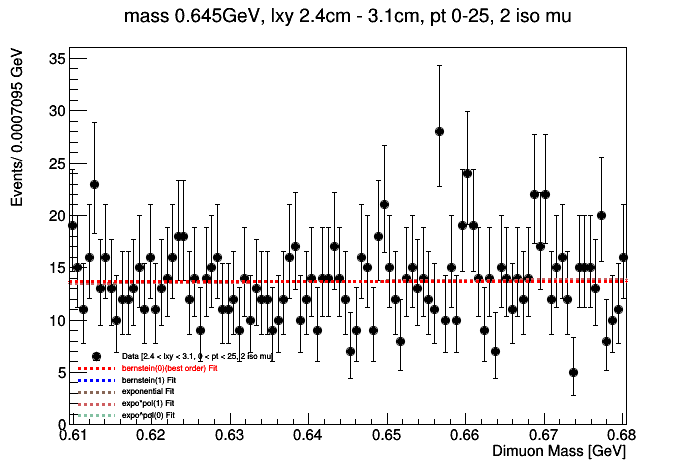 mass 0.645GeV, lxy 2.4cm - 3.1cm, pt 0-25, 2 iso mu
Events/ 0.0007095 GeV
35
30
25
20
15
10
5
0
Data [2.4 < lxy < 3.1, 0 < pt < 25, 2 iso mu]
bernstein(0)(best order) Fit
bernstein(1) Fit
exponential Fit
expo*pol(1) Fit
expo*pol(0) Fit
0.61 0.62 0.63 0.64 0.65 0.66 0.67 0.68
Dimuon Mass [GeV]